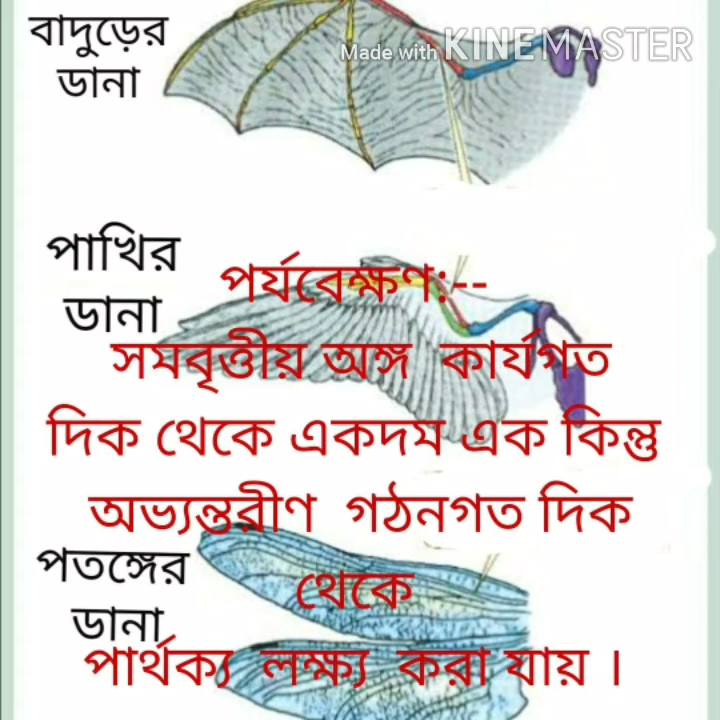 বাদুড়ের
ডানা
Made with KINEMASTER
পাখির
ডানা
পর্যবেক্ষণ:--
সমবৃত্তীয় অঙ্গ কার্যগত
দিক থেকে একদম এক কিন্তু
অভ্যন্তরীণ গঠনগত দিক
থেকে
পার্থক্য লক্ষ্য করা যায় ।
পতঙ্গের
ডানা